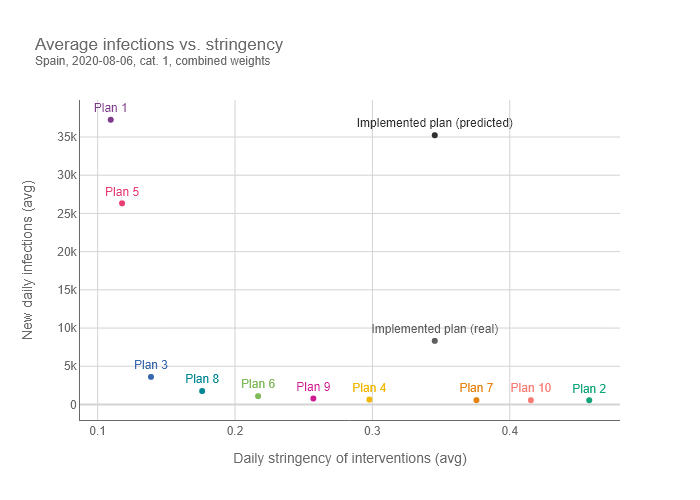 Average infections vs. stringency
Spain, 2020-08-06, cat. 1, combined weights
Plan 1
Implemented plan (predicted)
35k
30k
Plan 5
25k
20k
15k
10k
Implemented plan (real)
5k
Plan 3
Plan 8
Plan 6
Plan 9
Plan 4
Plan 7
Plan 10
Plan 2
0
New daily infections (avg)
0.1
0.2
0.3
0.4
Daily stringency of interventions (avg)